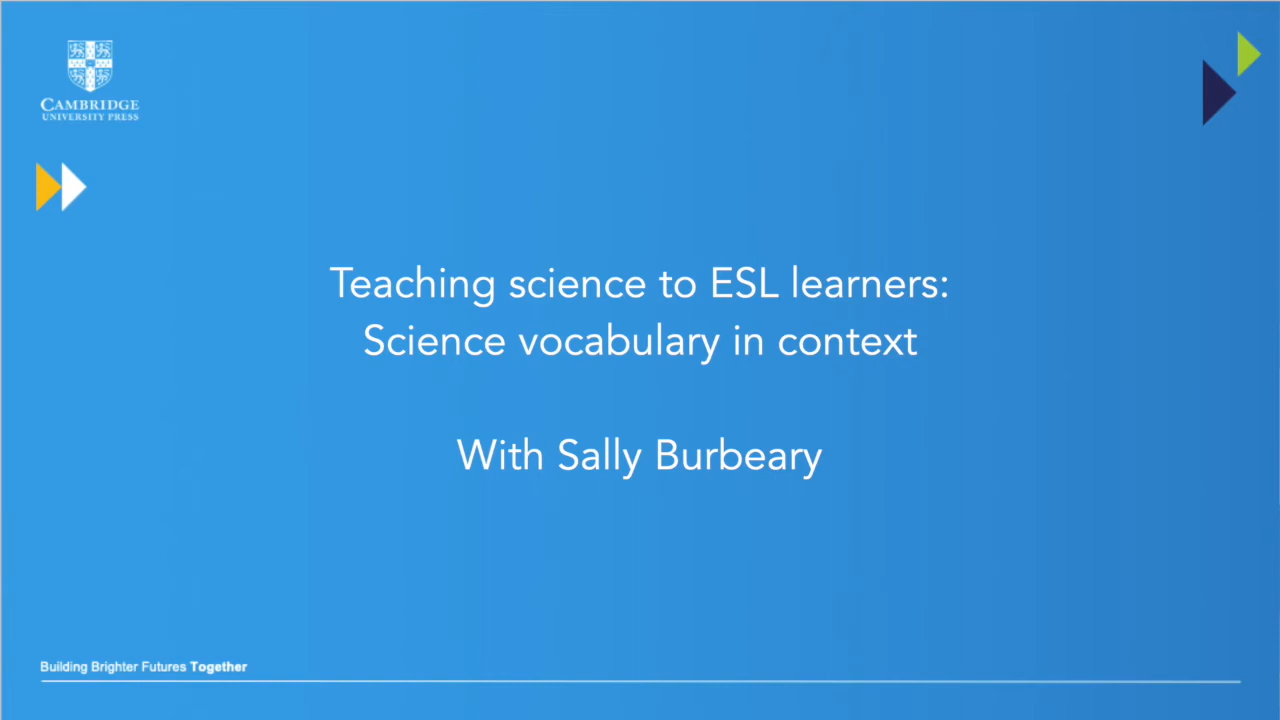 CAMBRIDGE
UNIVERSITY PRESS
Teaching science to ESL learners:
Science vocabulary in context
With Sally Burbeary
Building Brighter Futures Together